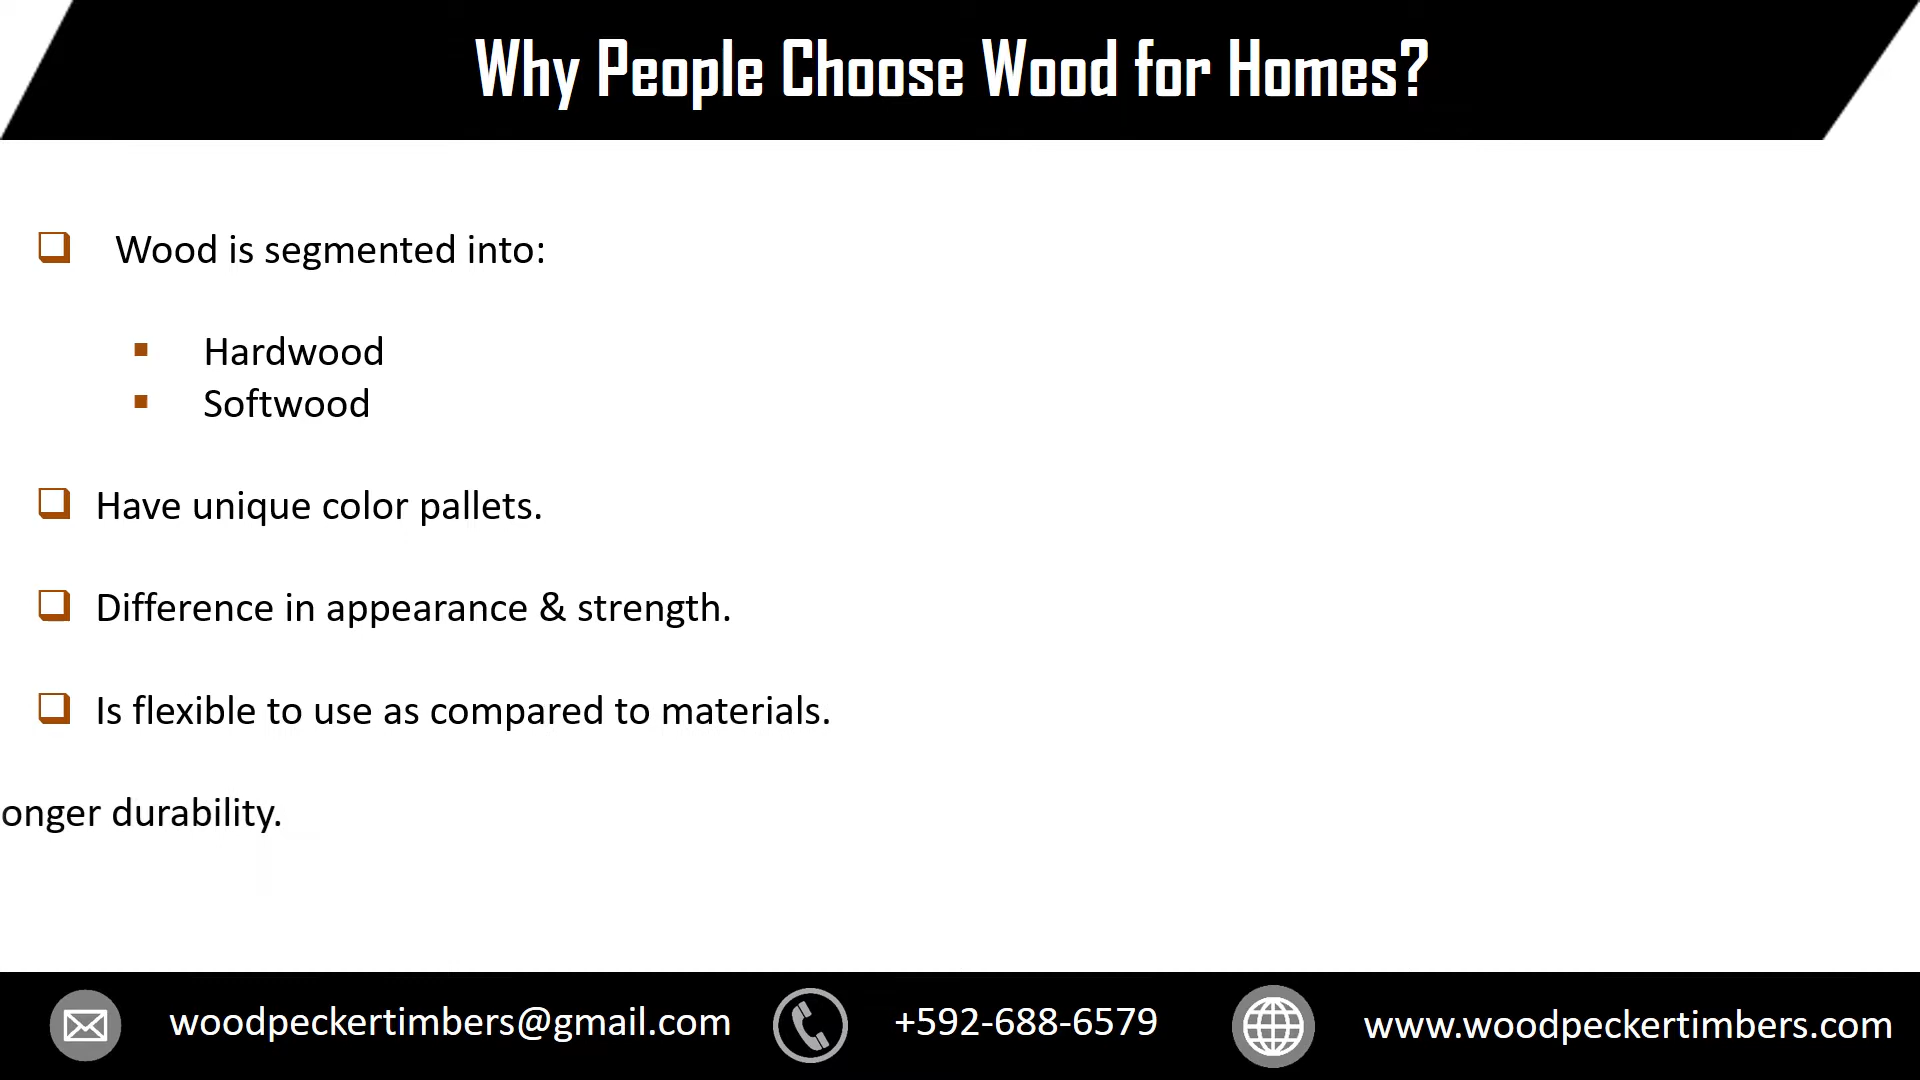 Why People Choose Wood for Homes?
Wood is segmented into:
Hardwood
Softwood
Have unique color pallets.
Difference in appearance & strength.
Is flexible to use as compared to materials.
onger durability.
woodpeckertimbers@gmail.com
+592-688-6579
www.woodpeckertimbers.com